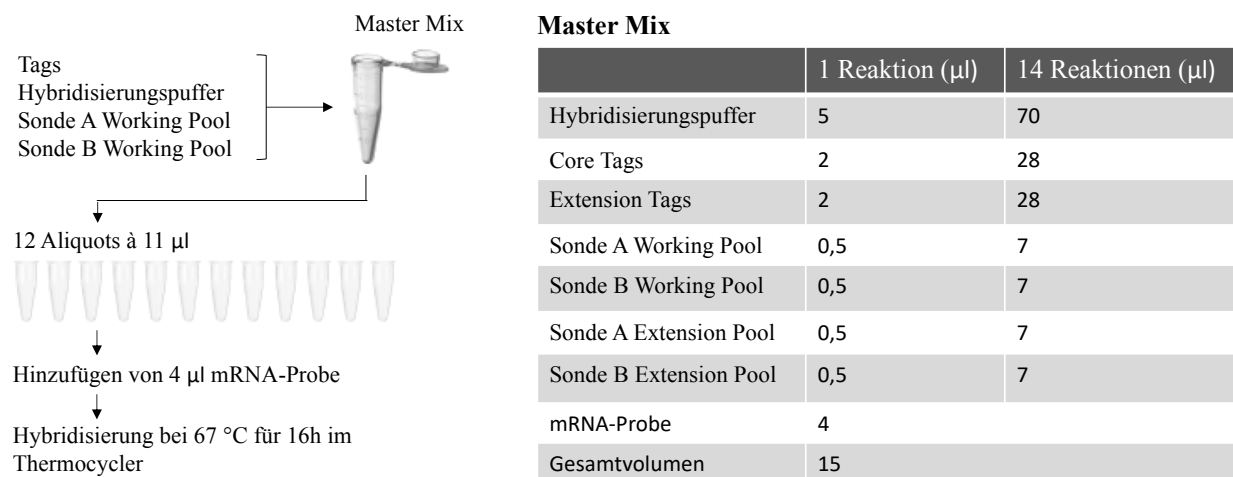 Master Mix
Tags
Hybridisierungspuffer
Sonde A Working Pool
Sonde B Working Pool
12 Aliquots à 11 µl
Hinzufügen von 4 µl mRNA-Probe
Hybridisierung bei 67 °C für 16h im
Thermocycler
Master Mix
1 Reaktion (µl) 14 Reaktionen (µl)
Hybridisierungspuffer 5 70
Core Tags 2 28
Extension Tags 2 28
Sonde A Working Pool 0,5 7
Sonde B Working Pool 0,5 7
Sonde A Extension Pool 0,5 7
Sonde B Extension Pool 0,5 7
mRNA-Probe 4
Gesamtvolumen 15